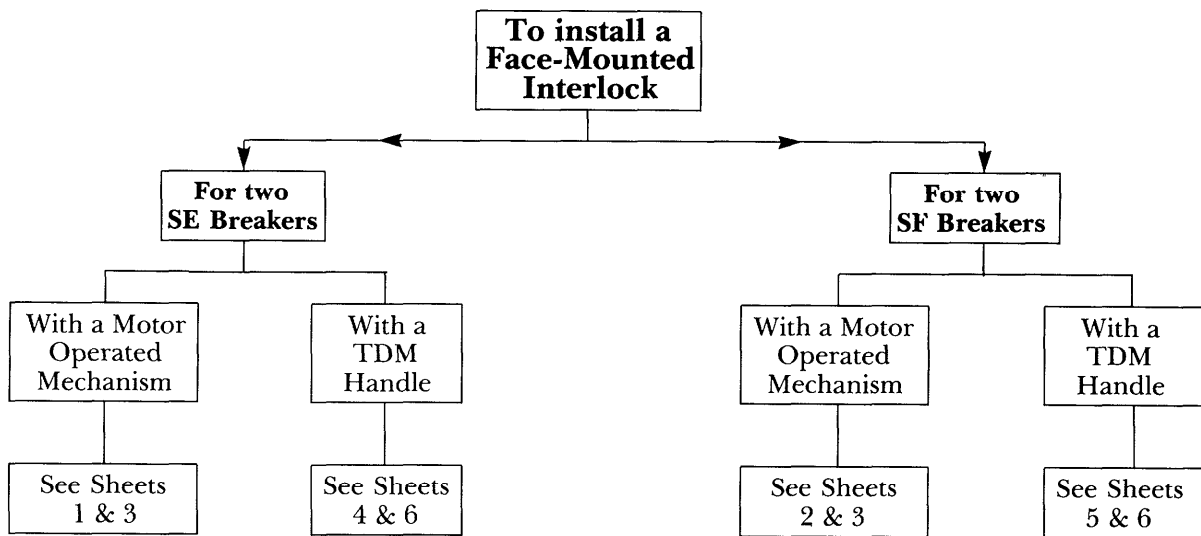 To install a
Face-Mounted
Interlock
For two
SE Breakers
For two
SF Breakers
With a Motor
Operated
Mechanism
With a
TDM
Handle
With a Motor
Operated
Mechanism
With a
TDM
Handle
See Sheets
1 & 3
See Sheets
4 & 6
See Sheets
2 & 3
See Sheets
5 & 6